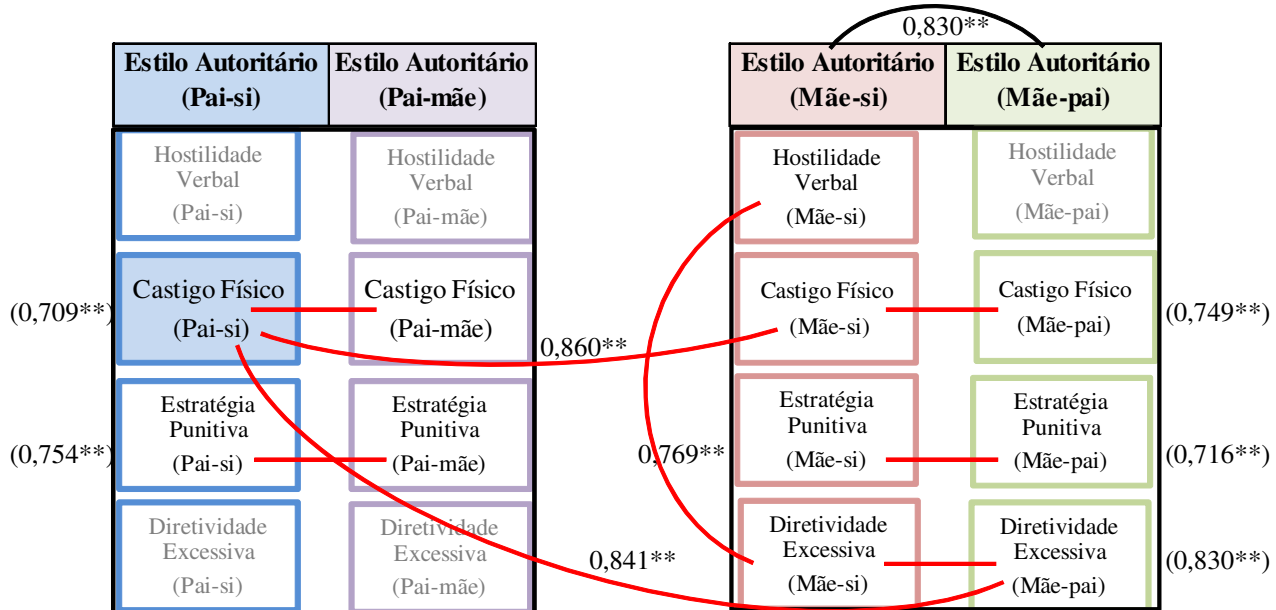 0,830**
Estilo Autoritário
(Pai-si)
Estilo Autoritário
(Pai-mãe)
Estilo Autoritário
(Mãe-si)
Estilo Autoritário
(Mãe-pai)
Hostilidade
Verbal
(Pai-si)
Hostilidade
Verbal
(Pai-mãe)
Hostilidade
Verbal
(Mãe-si)
Hostilidade
Verbal
(Mãe-pai)
(0,709**)
Castigo Físico
(Pai-si)
Castigo Físico
(Pai-mãe)
0,860**
Castigo Físico
(Mãe-si)
Castigo Físico
(Mãe-pai)
(0,749**)
(0,754**)
Estratégia
Punitiva
(Pai-si)
Estratégia
Punitiva
(Pai-mãe)
0,769**
Estratégia
Punitiva
(Mãe-si)
Estratégia
Punitiva
(Mãe-pai)
(0,716**)
Diretividade
Excessiva
(Pai-si)
Diretividade
Excessiva
(Pai-mãe)
0,841**
Diretividade
Excessiva
(Mãe-si)
Diretividade
Excessiva
(Mãe-pai)
(0,830**)